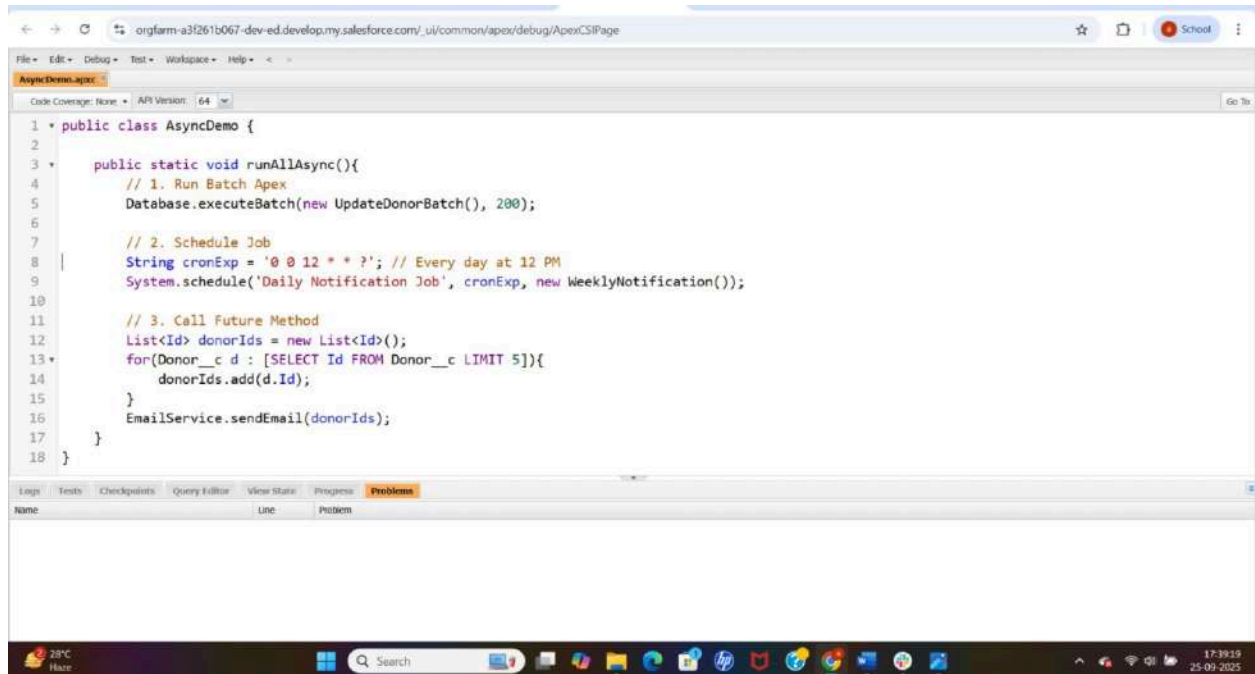 orgfarm-a3f261b067-dev-ed.develop.my.salesforce.com/_ui/common/apex/debug/ApexCSIPage
School
File Edit Debug Test Workspace Help < >
AsyncDemo.apxc
Code Coverage: None API Version: 64 Go To
1 public class AsyncDemo {
2
3 public static void runAllAsync(){
4 // 1. Run Batch Apex
5 Database.executeBatch(new UpdateDonorBatch(), 200);
6
7 // 2. Schedule Job
8 String cronExp = '0 0 12 * * ?'; // Every day at 12 PM
9 System.schedule('Daily Notification Job', cronExp, new WeeklyNotification());
10
11 // 3. Call Future Method
12 List<Id> donorIds = new List<Id>();
13 for(Donor__c d : [SELECT Id FROM Donor__c LIMIT 5]){
14 donorIds.add(d.Id);
15 }
16 EmailService.sendEmail(donorIds);
17 }
18 }
Logs Tests Checkpoints Query Editor View State Progress Problems
Name Line Problem
2 28°C
Haze
Search
hp
17:39:19
25-09-2025